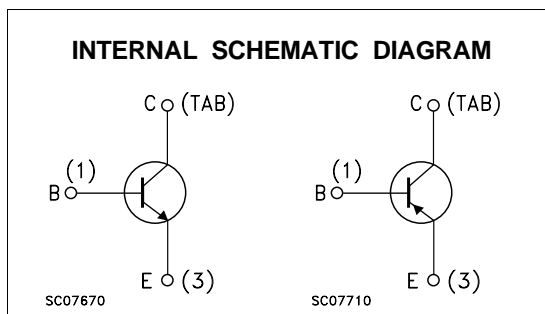 INTERNAL SCHEMATIC DIAGRAM
C (TAB)
C (TAB)
(1)
B
(1)
B
E (3)
E (3)
SC07670
SC07710